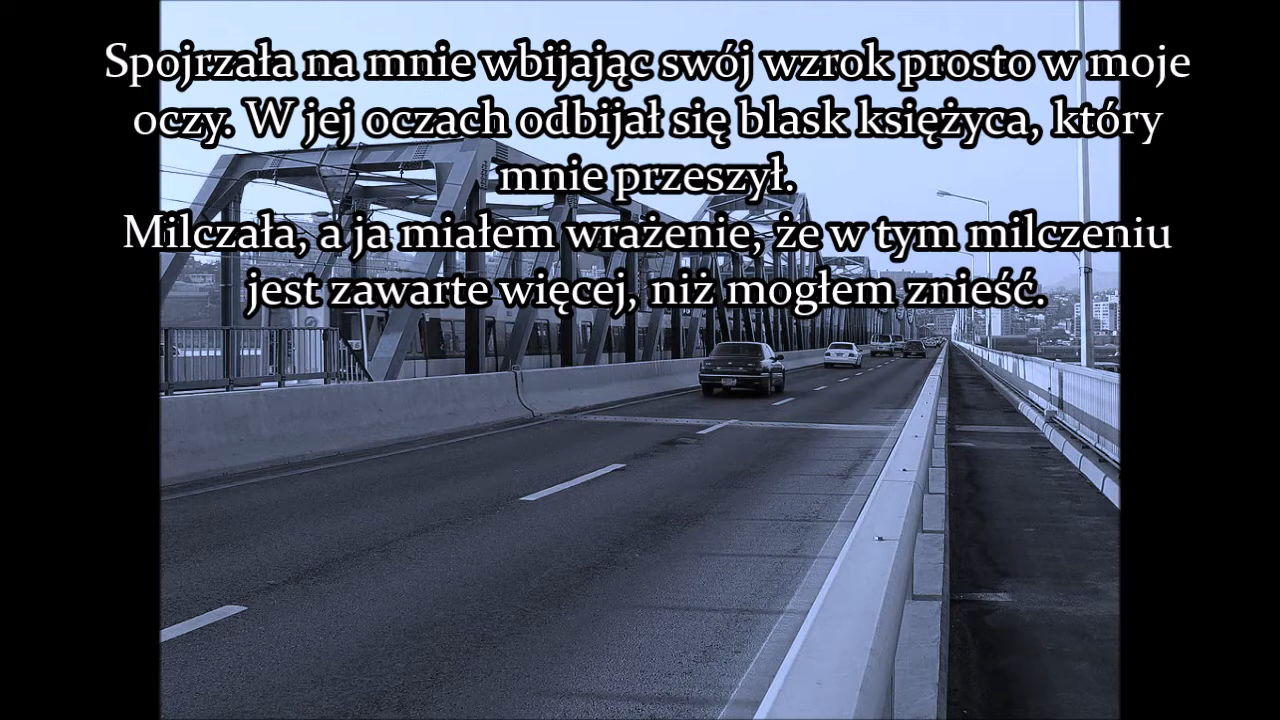 Spojrzała na mnie wbijając swój wzrok prosto w moje
oczy. W jej oczach odbijał się blask księżyca, który
mnie przeszył.
Milczała, a ja miałem wrażenie, że w tym milczeniu
jest zawarte więcej, niż mogłem znieść.